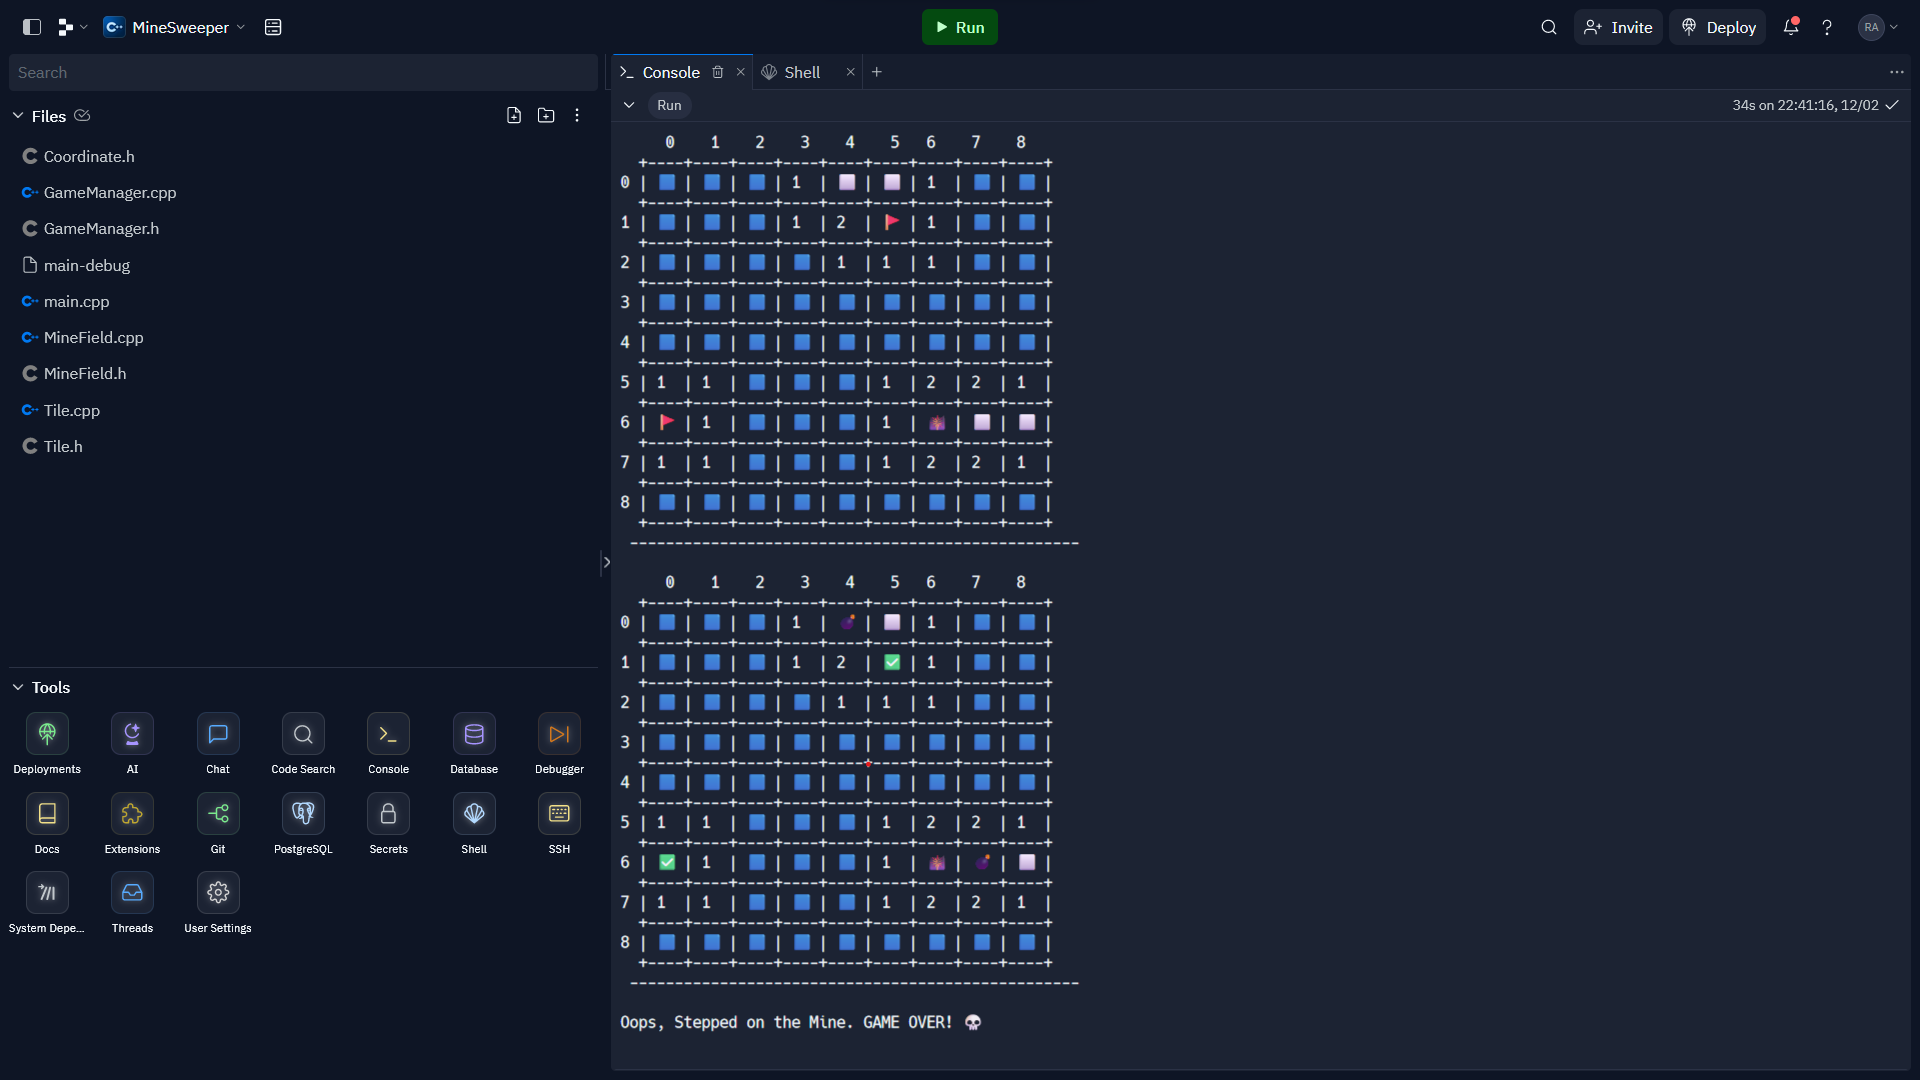 MineSweeper
Run
Invite
Deploy
RA
Search
Files
Coordinate.h
GameManager.cpp
GameManager.h
main-debug
main.cpp
MineField.cpp
MineField.h
Tile.cpp
Tile.h
Tools
Deployments AI Chat Code Search Console Database Debugger
Docs Extensions Git PostgreSQL Secrets Shell SSH
System Depe... Threads User Settings
Console Shell
Run 34s on 22:41:16, 12/02
0 1 2 3 4 5 6 7 8
+----+----+----+----+----+----+----+----+----+
0 | 🟦 | 🟦 | 🟦 | 1 | ⬜ | ⬜ | 1 | 🟦 | 🟦 |
+----+----+----+----+----+----+----+----+----+
1 | 🟦 | 🟦 | 🟦 | 1 | 2 | 🚩 | 1 | 🟦 | 🟦 |
+----+----+----+----+----+----+----+----+----+
2 | 🟦 | 🟦 | 🟦 | 🟦 | 1 | 1 | 1 | 🟦 | 🟦 |
+----+----+----+----+----+----+----+----+----+
3 | 🟦 | 🟦 | 🟦 | 🟦 | 🟦 | 🟦 | 🟦 | 🟦 | 🟦 |
+----+----+----+----+----+----+----+----+----+
4 | 🟦 | 🟦 | 🟦 | 🟦 | 🟦 | 🟦 | 🟦 | 🟦 | 🟦 |
+----+----+----+----+----+----+----+----+----+
5 | 1 | 1 | 🟦 | 🟦 | 🟦 | 1 | 2 | 2 | 1 |
+----+----+----+----+----+----+----+----+----+
6 | 🚩 | 1 | 🟦 | 🟦 | 🟦 | 1 | 🎆 | ⬜ | ⬜ |
+----+----+----+----+----+----+----+----+----+
7 | 1 | 1 | 🟦 | 🟦 | 🟦 | 1 | 2 | 2 | 1 |
+----+----+----+----+----+----+----+----+----+
8 | 🟦 | 🟦 | 🟦 | 🟦 | 🟦 | 🟦 | 🟦 | 🟦 | 🟦 |
+----+----+----+----+----+----+----+----+----+
--------------------------------------------------
0 1 2 3 4 5 6 7 8
+----+----+----+----+----+----+----+----+----+
0 | 🟦 | 🟦 | 🟦 | 1 | 💣 | ⬜ | 1 | 🟦 | 🟦 |
+----+----+----+----+----+----+----+----+----+
1 | 🟦 | 🟦 | 🟦 | 1 | 2 | ✅ | 1 | 🟦 | 🟦 |
+----+----+----+----+----+----+----+----+----+
2 | 🟦 | 🟦 | 🟦 | 🟦 | 1 | 1 | 1 | 🟦 | 🟦 |
+----+----+----+----+----+----+----+----+----+
3 | 🟦 | 🟦 | 🟦 | 🟦 | 🟦 | 🟦 | 🟦 | 🟦 | 🟦 |
+----+----+----+----+----+----+----+----+----+
4 | 🟦 | 🟦 | 🟦 | 🟦 | 🟦 | 🟦 | 🟦 | 🟦 | 🟦 |
+----+----+----+----+----+----+----+----+----+
5 | 1 | 1 | 🟦 | 🟦 | 🟦 | 1 | 2 | 2 | 1 |
+----+----+----+----+----+----+----+----+----+
6 | ✅ | 1 | 🟦 | 🟦 | 🟦 | 1 | 🎆 | 💣 | ⬜ |
+----+----+----+----+----+----+----+----+----+
7 | 1 | 1 | 🟦 | 🟦 | 🟦 | 1 | 2 | 2 | 1 |
+----+----+----+----+----+----+----+----+----+
8 | 🟦 | 🟦 | 🟦 | 🟦 | 🟦 | 🟦 | 🟦 | 🟦 | 🟦 |
+----+----+----+----+----+----+----+----+----+
--------------------------------------------------
Oops, Stepped on the Mine. GAME OVER! 💀